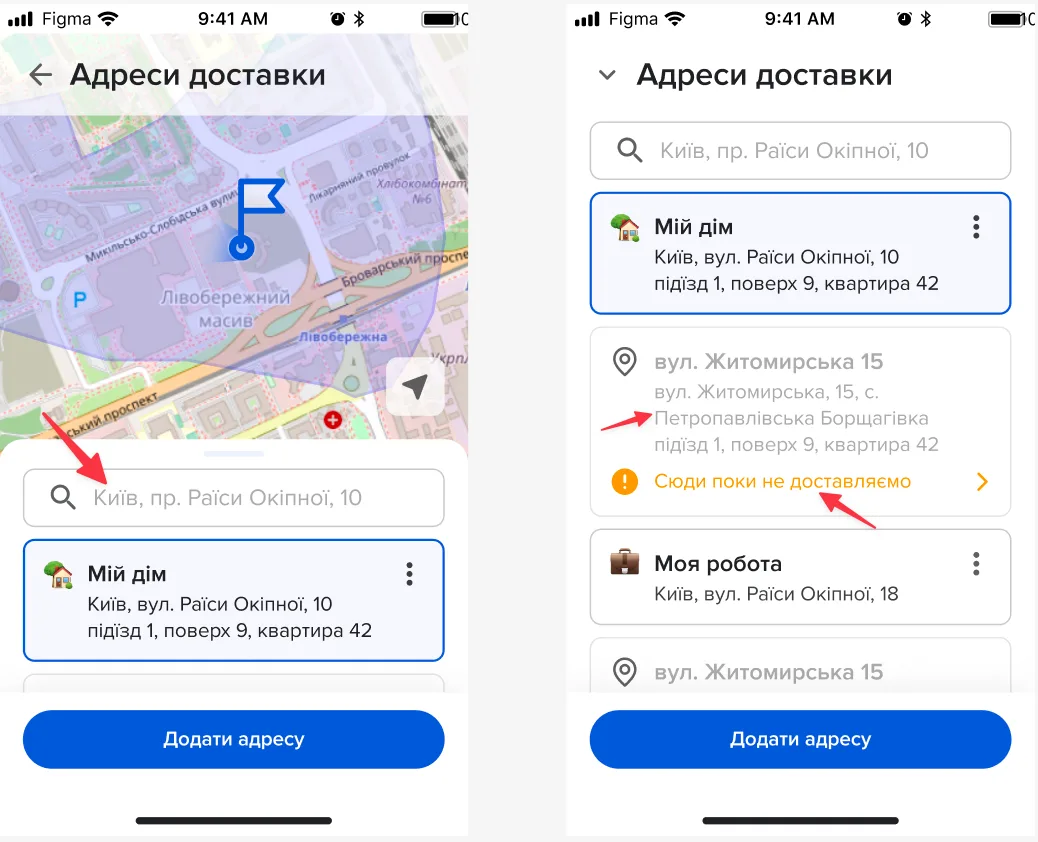 Figma 9:41 AM
Адреси доставки
Микільсько-Слобідська вулиця
Лікарняний провулок
Хлібокомбінат
№6
Броварський проспе
P
Лівобережний
масив
Лівобережна
ський проспект
Київ, пр. Раїси Окіпної, 10
Мій дім
Київ, вул. Раїси Окіпної, 10
підїзд 1, поверх 9, квартира 42
Додати адресу
Figma 9:41 AM
Адреси доставки
Київ, пр. Раїси Окіпної, 10
Мій дім
Київ, вул. Раїси Окіпної, 10
підїзд 1, поверх 9, квартира 42
вул. Житомирська 15
вул. Житомирська, 15, с.
Петропавлівська Борщагівка
підїзд 1, поверх 9, квартира 42
Сюди поки не доставляємо
Моя робота
Київ, вул. Раїси Окіпної, 18
вул. Житомирська 15
Додати адресу